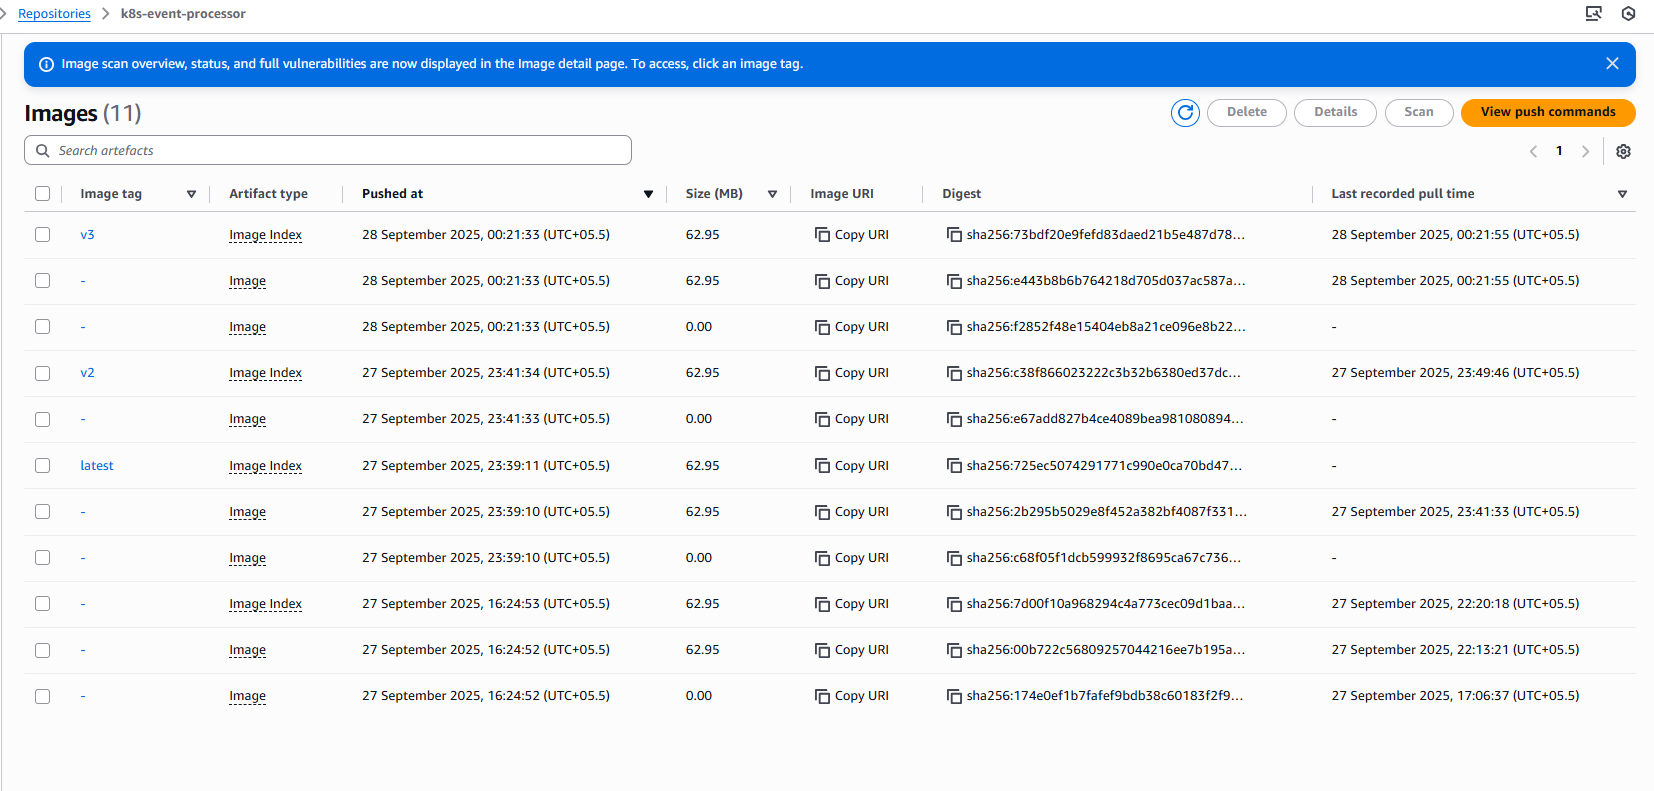 Repositories > k8s-event-processor
Image scan overview, status, and full vulnerabilities are now displayed in the Image detail page. To access, click an image tag.
Images (11) Delete Details Scan View push commands
Search artefacts 1
Image tag Artifact type Pushed at Size (MB) Image URI Digest Last recorded pull time
v3 Image Index 28 September 2025, 00:21:33 (UTC+05.5) 62.95 Copy URI sha256:73bdf20e9fefd83daed21b5e487d78... 28 September 2025, 00:21:55 (UTC+05.5)
- Image 28 September 2025, 00:21:33 (UTC+05.5) 62.95 Copy URI sha256:e443b8b6b764218d705d037ac587a... 28 September 2025, 00:21:55 (UTC+05.5)
- Image 28 September 2025, 00:21:33 (UTC+05.5) 0.00 Copy URI sha256:f2852f48e15404eb8a21ce096e8b22... -
v2 Image Index 27 September 2025, 23:41:34 (UTC+05.5) 62.95 Copy URI sha256:c38f866023222c3b32b6380ed37dc... 27 September 2025, 23:49:46 (UTC+05.5)
- Image 27 September 2025, 23:41:33 (UTC+05.5) 0.00 Copy URI sha256:e67add827b4ce4089bea981080894... -
latest Image Index 27 September 2025, 23:39:11 (UTC+05.5) 62.95 Copy URI sha256:725ec5074291771c990e0ca70bd47... -
- Image 27 September 2025, 23:39:10 (UTC+05.5) 62.95 Copy URI sha256:2b295b5029e8f452a382bf4087f331... 27 September 2025, 23:41:33 (UTC+05.5)
- Image 27 September 2025, 23:39:10 (UTC+05.5) 0.00 Copy URI sha256:c68f05f1dcb599932f8695ca67c736... -
- Image Index 27 September 2025, 16:24:53 (UTC+05.5) 62.95 Copy URI sha256:7d00f10a968294c4a773cec09d1baa... 27 September 2025, 22:20:18 (UTC+05.5)
- Image 27 September 2025, 16:24:52 (UTC+05.5) 62.95 Copy URI sha256:00b722c56809257044216ee7b195a... 27 September 2025, 22:13:21 (UTC+05.5)
- Image 27 September 2025, 16:24:52 (UTC+05.5) 0.00 Copy URI sha256:174e0ef1b7fafef9bdb38c60183f2f9... 27 September 2025, 17:06:37 (UTC+05.5)